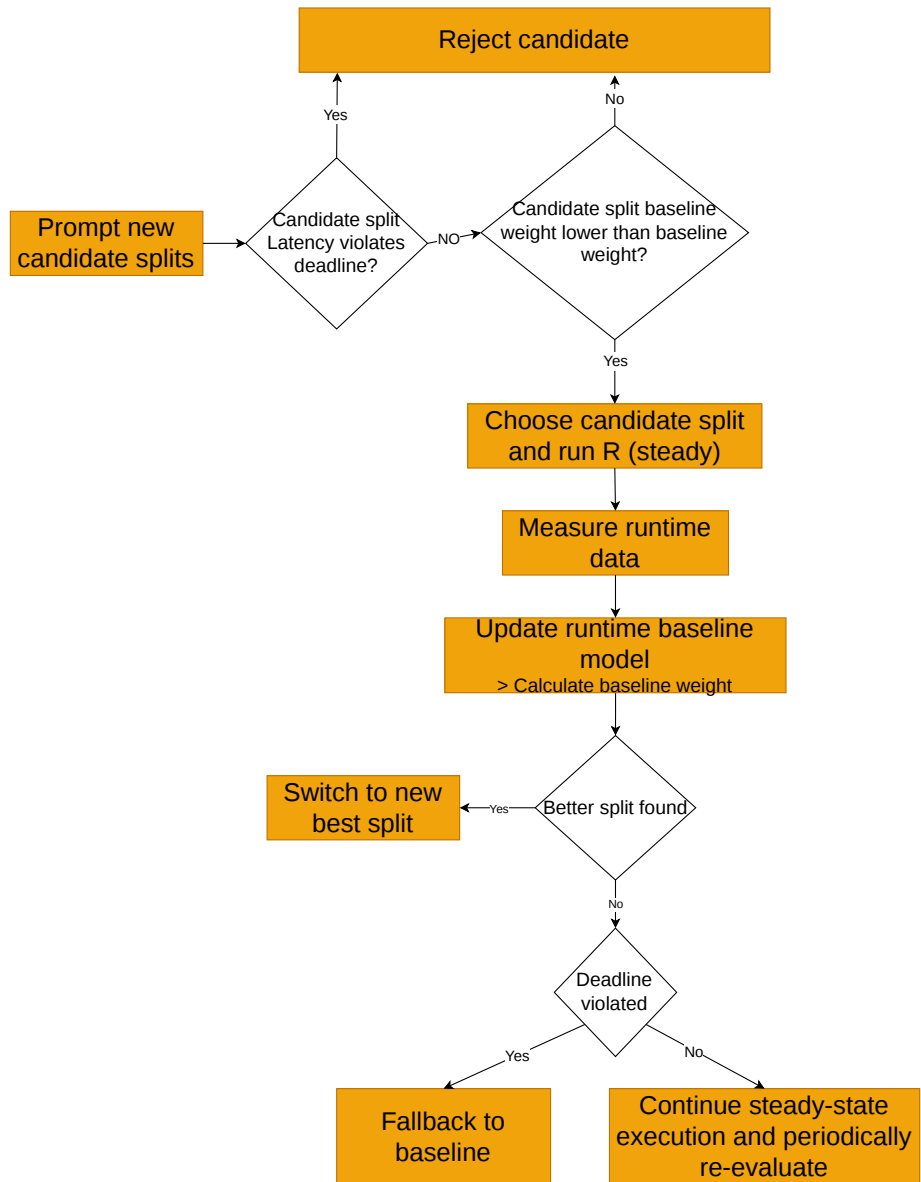 Reject candidate
Yes
No
Prompt new
candidate splits
Candidate split
Latency violates
deadline?
NO
Candidate split baseline
weight lower than baseline
weight?
Yes
Choose candidate split
and run R (steady)
Measure runtime
data
Update runtime baseline
model
> Calculate baseline weight
Switch to new
best split
Yes
Better split found
No
Deadline
violated
Yes
No
Fallback to
baseline
Continue steady-state
execution and periodically
re-evaluate